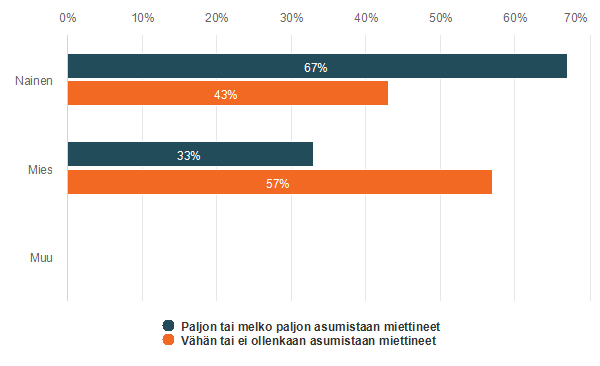 0% 10% 20% 30% 40% 50% 60% 70%
Nainen
67%
43%
Mies
33%
57%
Muu
Paljon tai melko paljon asumistaan miettineet
Vähän tai ei ollenkaan asumistaan miettineet